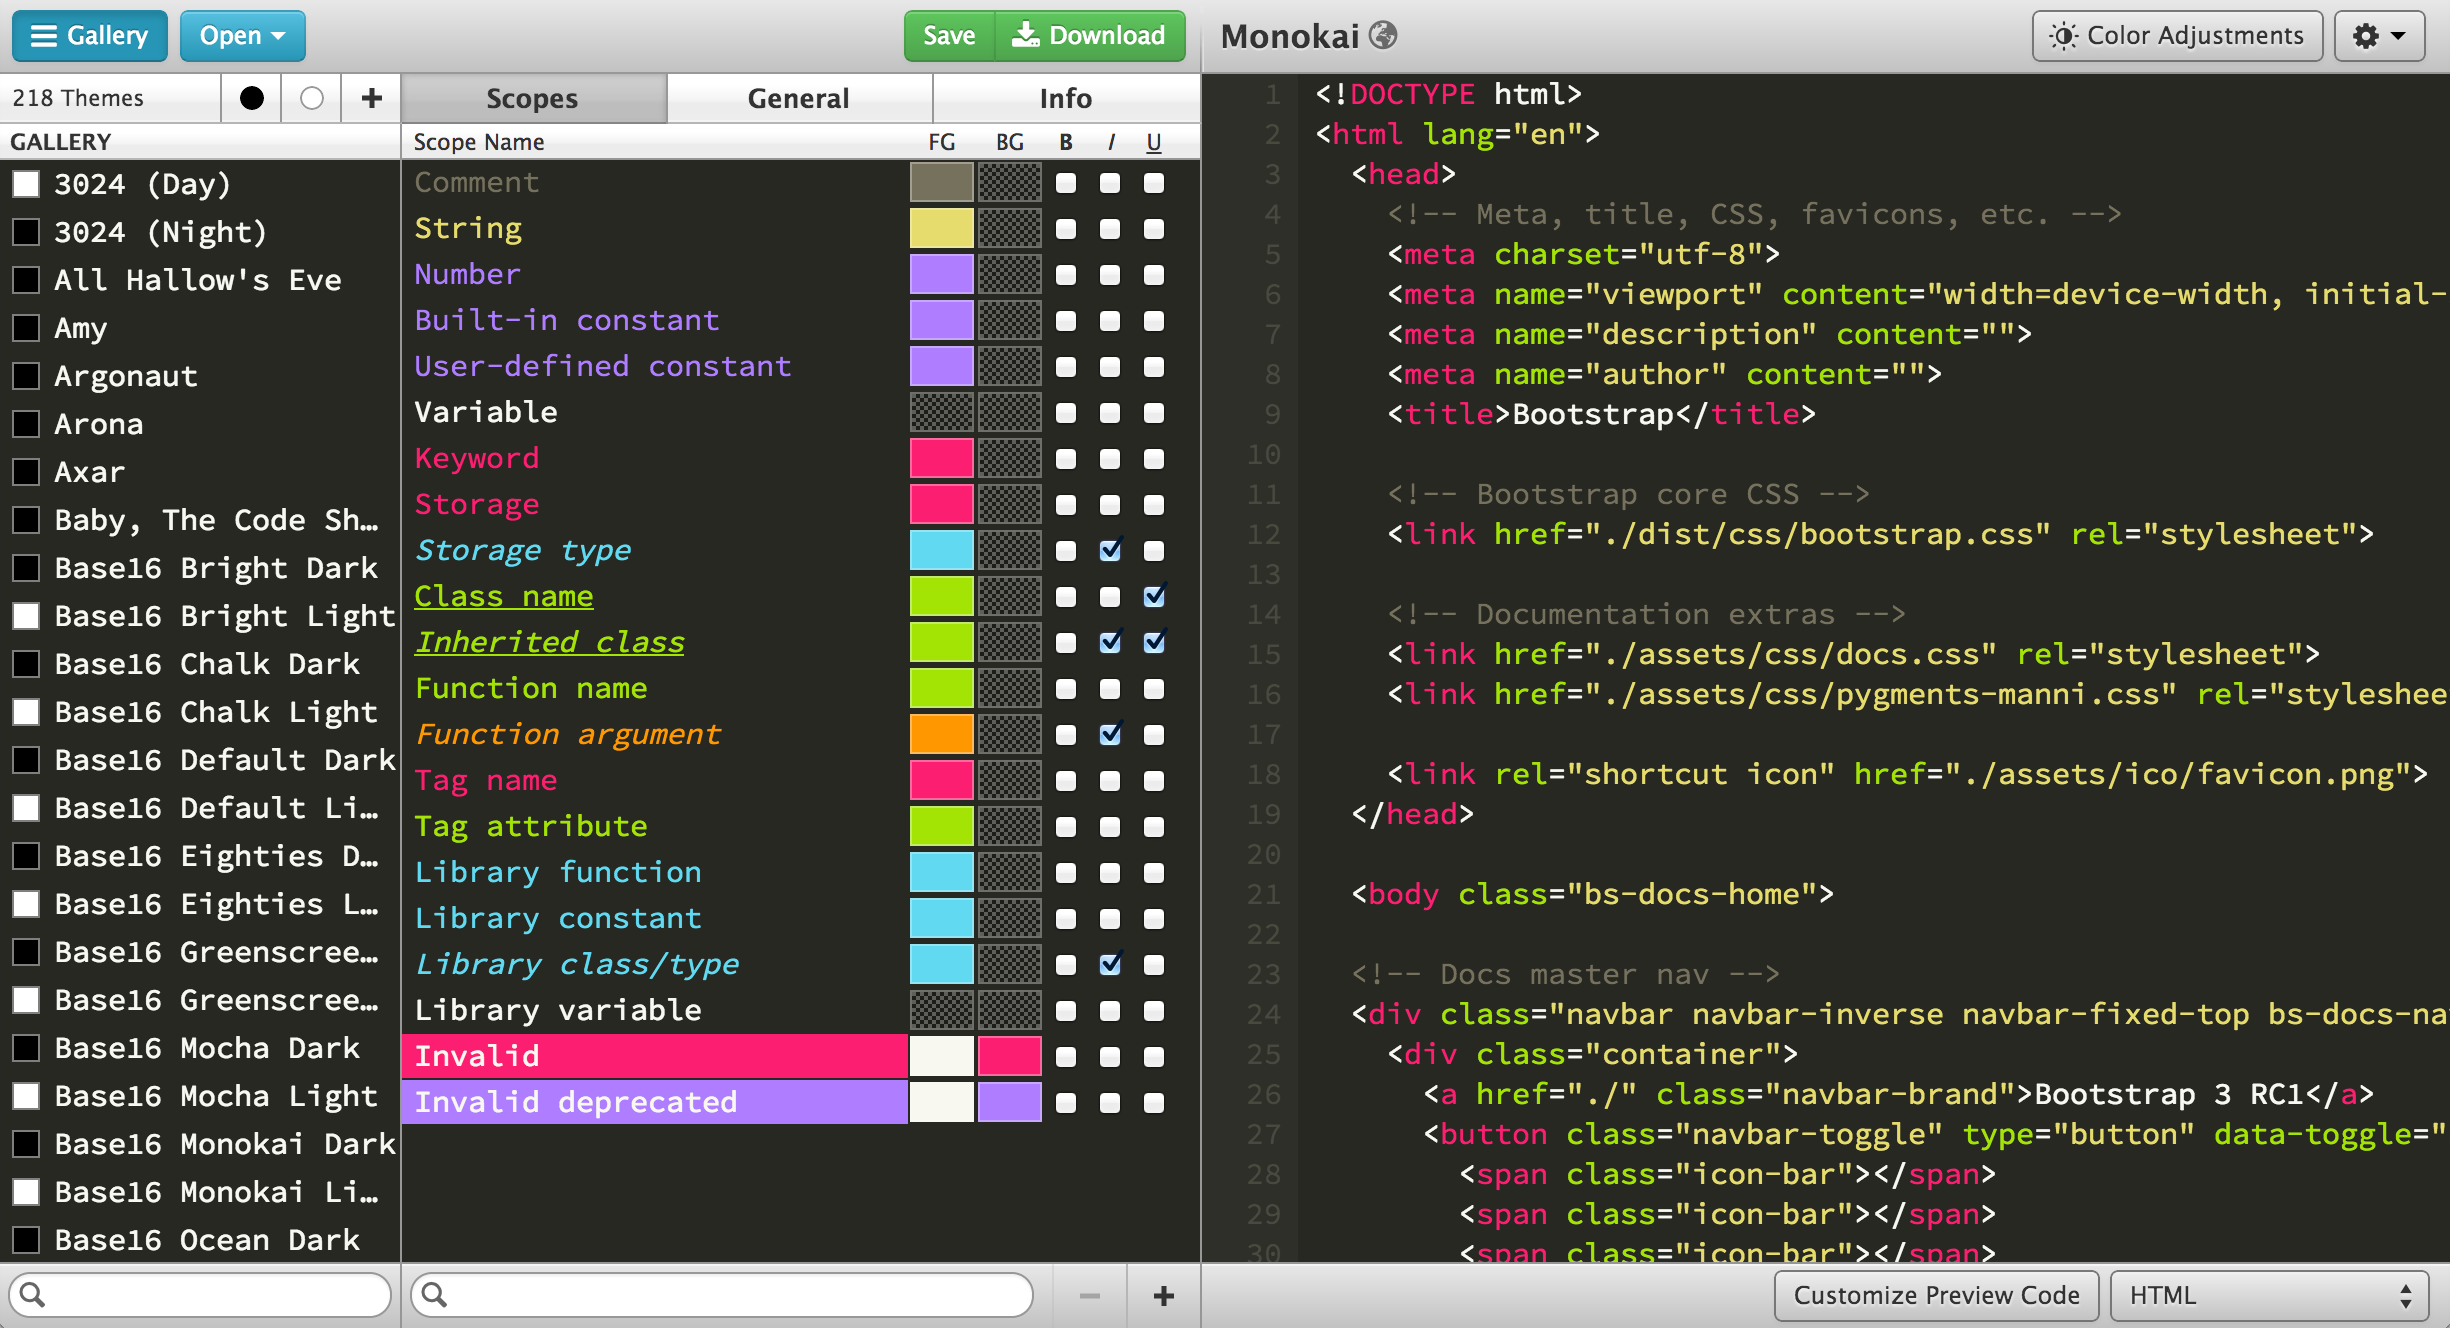 Gallery Open Save Download Monokai Color Adjustments
218 Themes
GALLERY
3024 (Day)
3024 (Night)
All Hallow's Eve
Amy
Argonaut
Arona
Axar
Baby, The Code Sh…
Base16 Bright Dark
Base16 Bright Light
Base16 Chalk Dark
Base16 Chalk Light
Base16 Default Dark
Base16 Default Li…
Base16 Eighties D…
Base16 Eighties L…
Base16 Greenscree…
Base16 Greenscree…
Base16 Mocha Dark
Base16 Mocha Light
Base16 Monokai Dark
Base16 Monokai Li…
Base16 Ocean Dark
Scopes General Info
Scope Name FG BG B I U
Comment
String
Number
Built-in constant
User-defined constant
Variable
Keyword
Storage
Storage type
Class name
Inherited class
Function name
Function argument
Tag name
Tag attribute
Library function
Library constant
Library class/type
Library variable
Invalid
Invalid deprecated
1 <!DOCTYPE html>
2 <html lang="en">
3 <head>
4 <!-- Meta, title, CSS, favicons, etc. -->
5 <meta charset="utf-8">
6 <meta name="viewport" content="width=device-width, initial-
7 <meta name="description" content="">
8 <meta name="author" content="">
9 <title>Bootstrap</title>
10
11 <!-- Bootstrap core CSS -->
12 <link href="./dist/css/bootstrap.css" rel="stylesheet">
13
14 <!-- Documentation extras -->
15 <link href="./assets/css/docs.css" rel="stylesheet">
16 <link href="./assets/css/pygments-manni.css" rel="styleshee
17
18 <link rel="shortcut icon" href="./assets/ico/favicon.png">
19 </head>
20
21 <body class="bs-docs-home">
22
23 <!-- Docs master nav -->
24 <div class="navbar navbar-inverse navbar-fixed-top bs-docs-na
25 <div class="container">
26 <a href="./" class="navbar-brand">Bootstrap 3 RC1</a>
27 <button class="navbar-toggle" type="button" data-toggle="
28 <span class="icon-bar"></span>
29 <span class="icon-bar"></span>
30 <span class="icon-bar"></span>
Customize Preview Code HTML